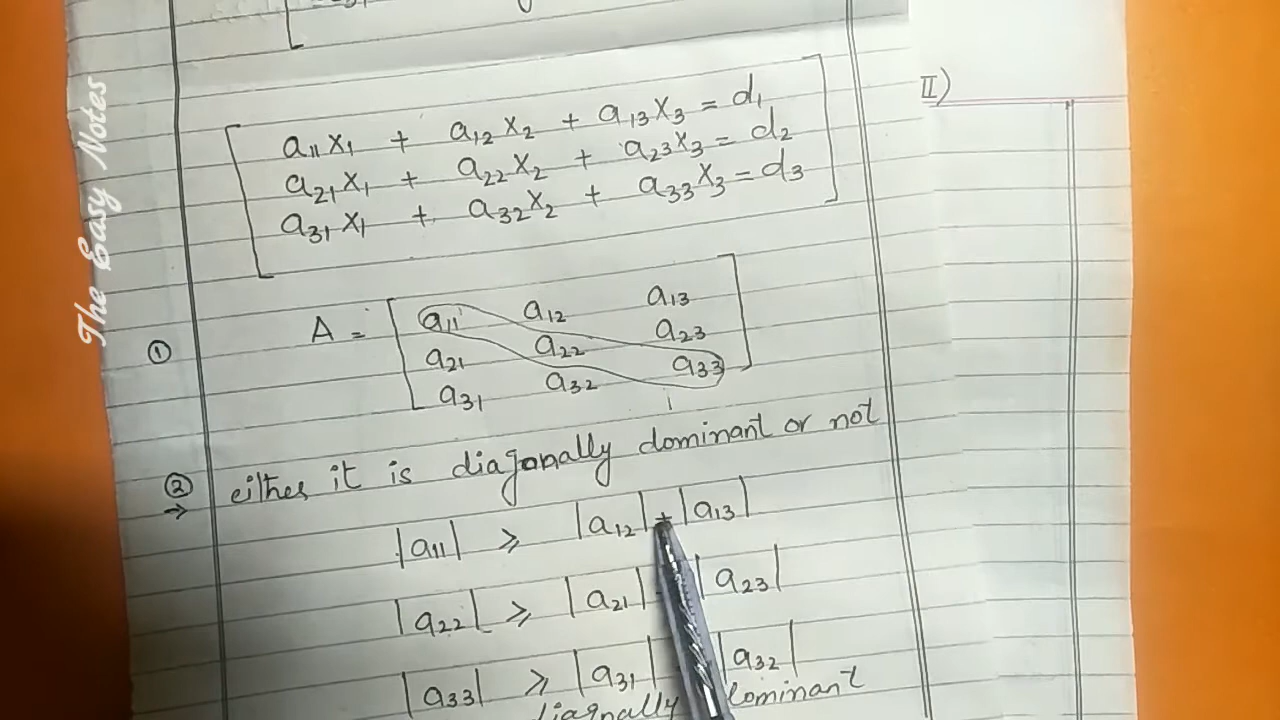 The Easy Notes
II)
a11x1 + a12x2 + a13x3 = d1
a21x1 + a22x2 + a23x3 = d2
a31x1 + a32x2 + a33x3 = d3
① A = a11 a12 a13
a21 a22 a23
a31 a32 a33
② eithes it is diagonally dominant or not
→ |a11| ⩾ |a12| + |a13|
|a22| ⩾ |a21| |a23|
|a33| ⩾ |a31| |a32|
diagnally dominant